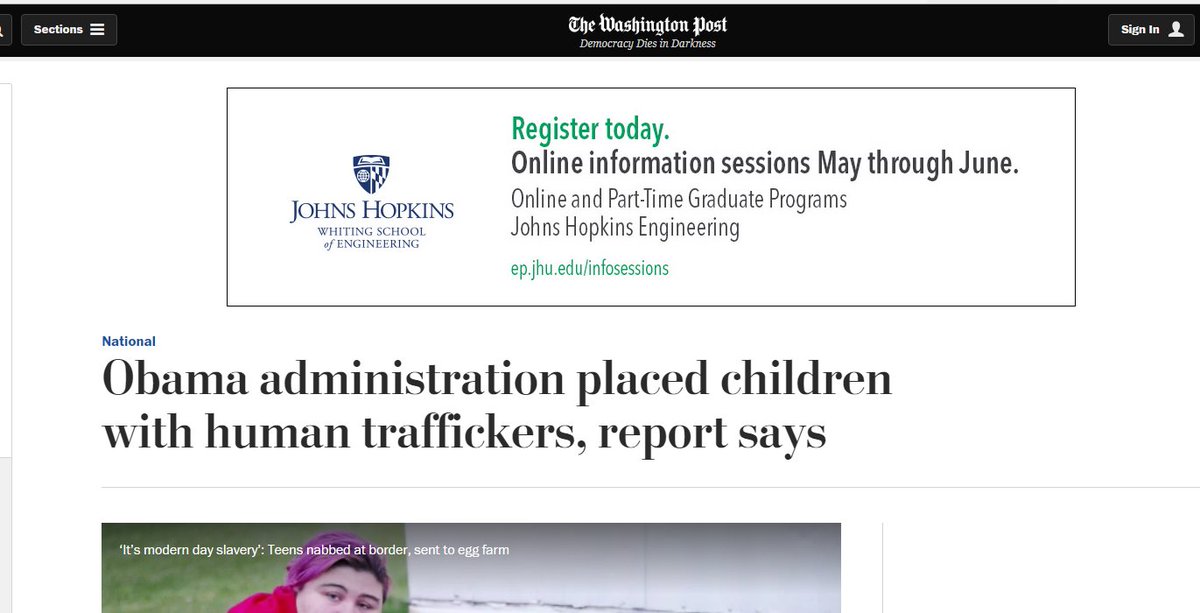 Sections
The Washington Post
Democracy Dies in Darkness
Sign In
Register today.
Online information sessions May through June.
Online and Part-Time Graduate Programs
Johns Hopkins Engineering
ep.jhu.edu/infosessions
JOHNS HOPKINS
WHITING SCHOOL
of ENGINEERING
National
Obama administration placed children
with human traffickers, report says
‘It’s modern day slavery’: Teens nabbed at border, sent to egg farm